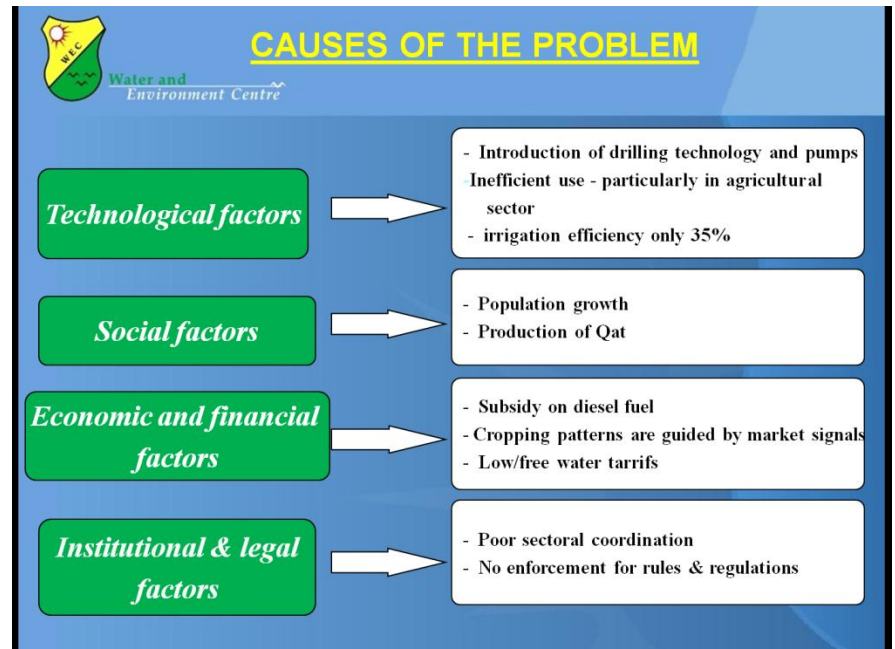 WEC
Water and
Environment Centre
CAUSES OF THE PROBLEM
Technological factors
- Introduction of drilling technology and pumps
-Inefficient use - particularly in agricultural
sector
- irrigation efficiency only 35%
Social factors
- Population growth
- Production of Qat
Economic and financial
factors
- Subsidy on diesel fuel
- Cropping patterns are guided by market signals
- Low/free water tarrifs
Institutional & legal
factors
- Poor sectoral coordination
- No enforcement for rules & regulations